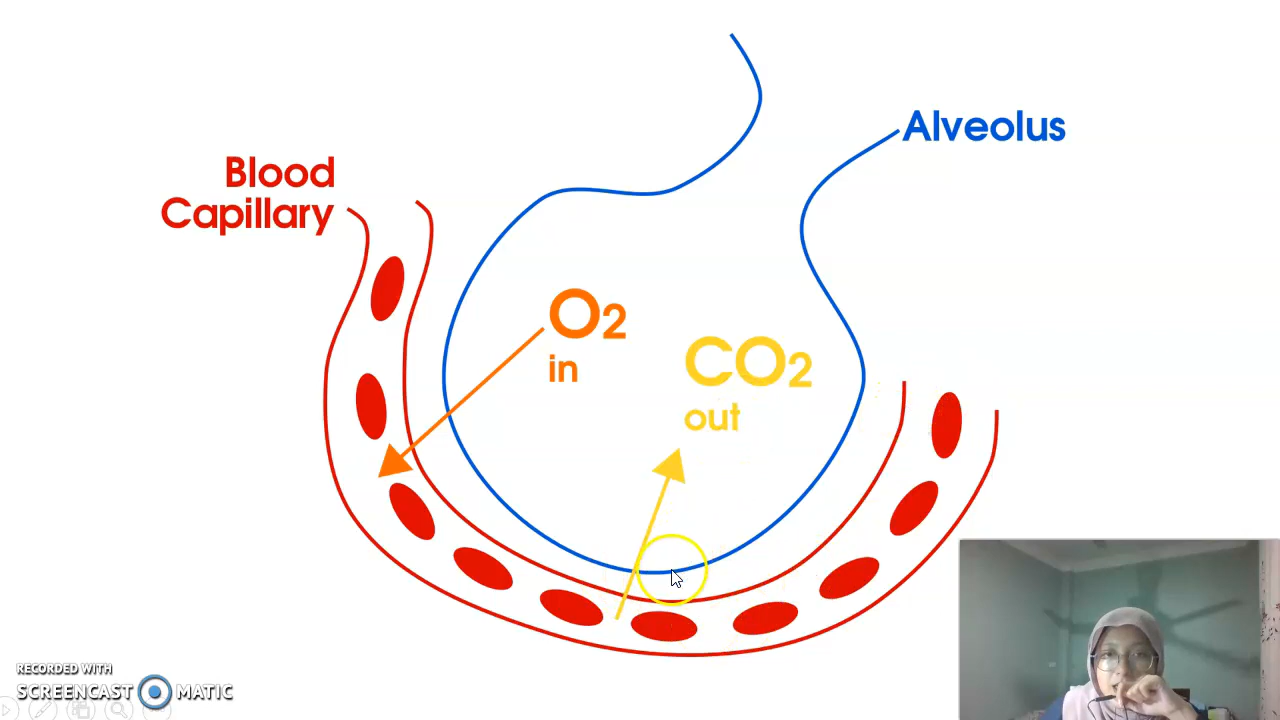 Alveolus
Blood
Capillary
O2
in
CO2
out
RECORDED WITH
SCREENCAST MATIC